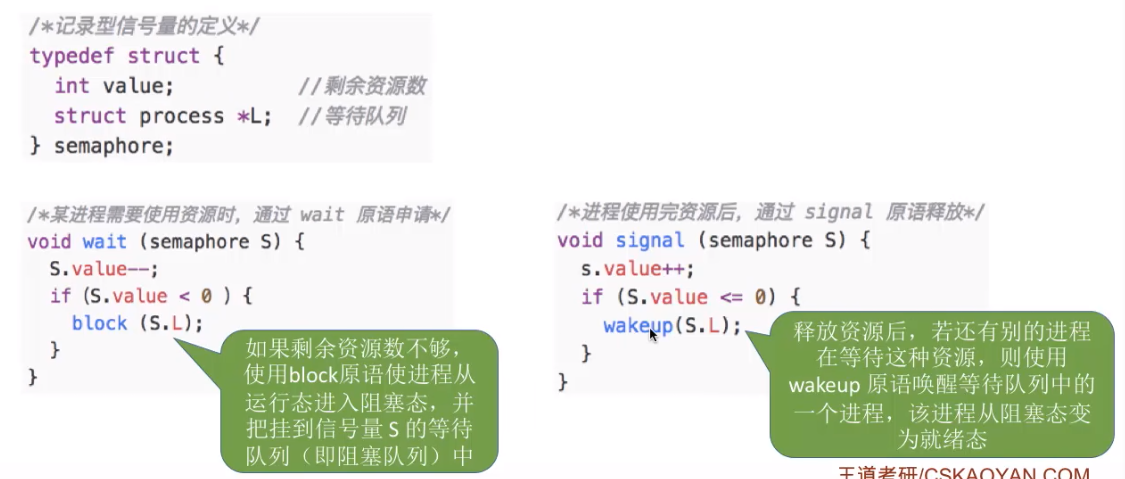 /*记录型信号量的定义*/
typedef struct {
int value; //剩余资源数
struct process *L; //等待队列
} semaphore;
/*某进程需要使用资源时，通过 wait 原语申请*/
void wait (semaphore S) {
S.value--;
if (S.value < 0 ) {
block (S.L);
}
}
如果剩余资源数不够，
使用block原语使进程从
运行态进入阻塞态，并
把挂到信号量 S 的等待
队列（即阻塞队列）中
/*进程使用完资源后，通过 signal 原语释放*/
void signal (semaphore S) {
s.value++;
if (S.value <= 0) {
wakeup(S.L);
}
}
释放资源后，若还有别的进程
在等待这种资源，则使用
wakeup 原语唤醒等待队列中的
一个进程，该进程从阻塞态变
为就绪态
王道考研/CSKAOYAN.COM